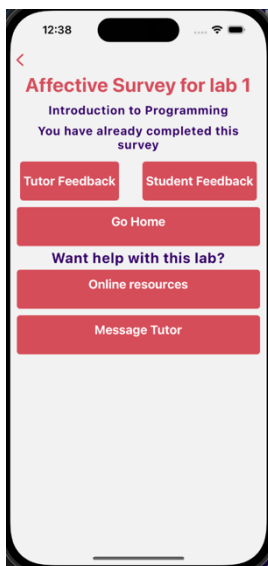 12:38
Affective Survey for lab 1
Introduction to Programming
You have already completed this
survey
Tutor Feedback
Student Feedback
Go Home
Want help with this lab?
Online resources
Message Tutor